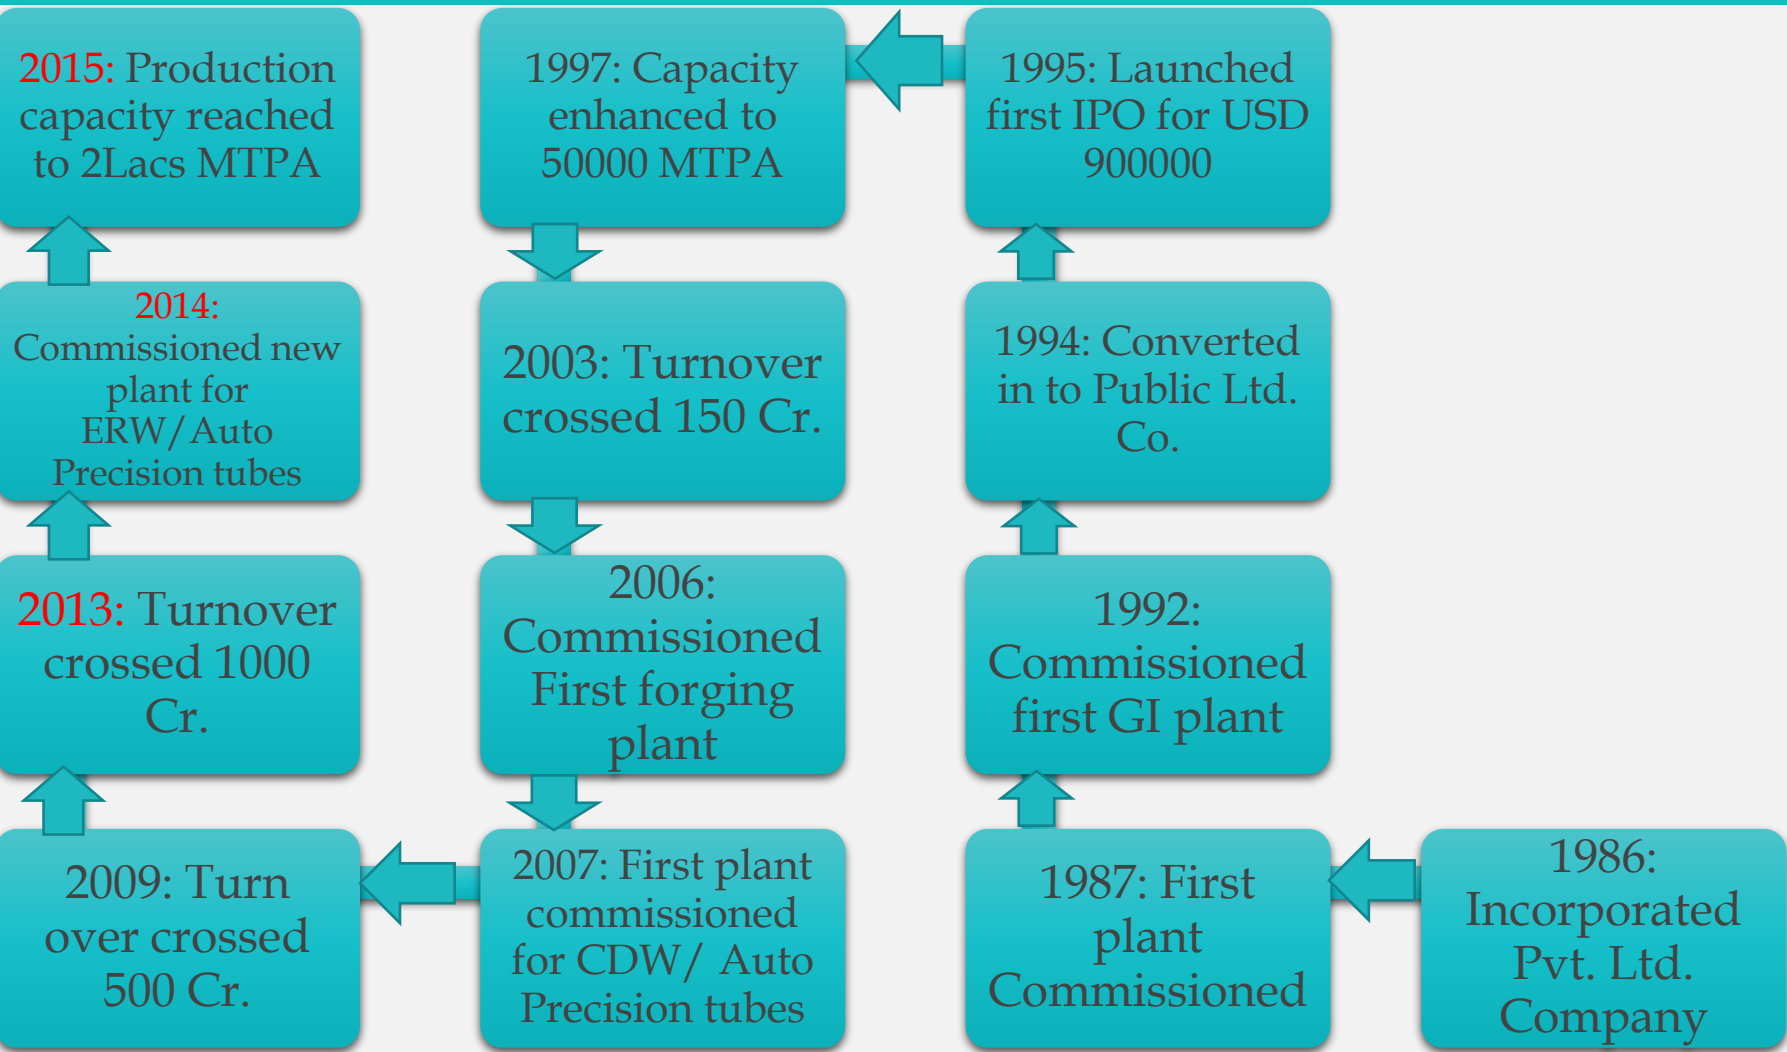 2015: Production
capacity reached
to 2Lacs MTPA
1997: Capacity
enhanced to
50000 MTPA
1995: Launched
first IPO for USD
900000
2014:
Commissioned new
plant for
ERW/Auto
Precision tubes
2003: Turnover
crossed 150 Cr.
1994: Converted
in to Public Ltd.
Co.
2013: Turnover
crossed 1000
Cr.
2006:
Commissioned
First forging
plant
1992:
Commissioned
first GI plant
2009: Turn
over crossed
500 Cr.
2007: First plant
commissioned
for CDW/ Auto
Precision tubes
1987: First
plant
Commissioned
1986:
Incorporated
Pvt. Ltd.
Company